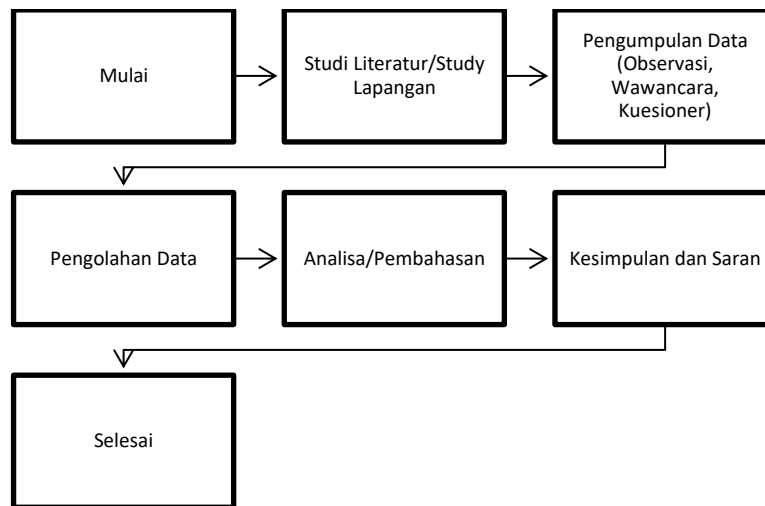 Mulai
Studi Literatur/Study
Lapangan
Pengumpulan Data
(Observasi,
Wawancara,
Kuesioner)
Pengolahan Data
Analisa/Pembahasan
Kesimpulan dan Saran
Selesai